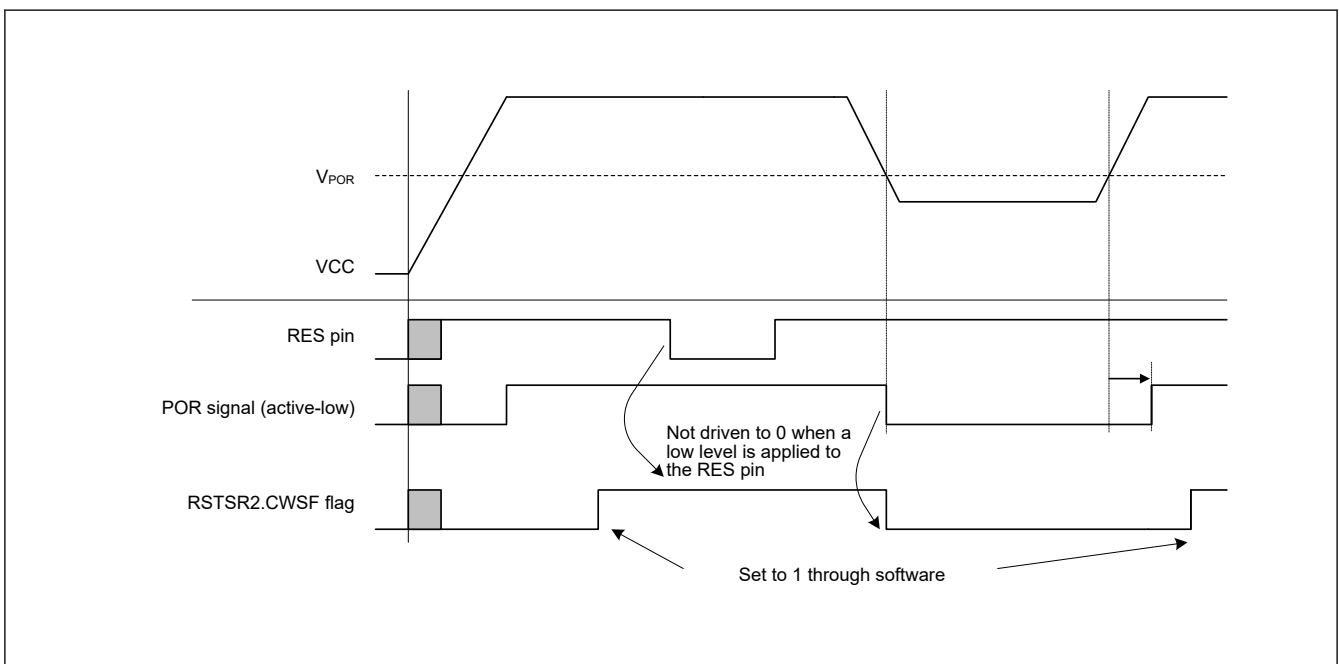 VPOR
VCC
RES pin
POR signal (active-low)
Not driven to 0 when a
low level is applied to
the RES pin
RSTSR2.CWSF flag
Set to 1 through software